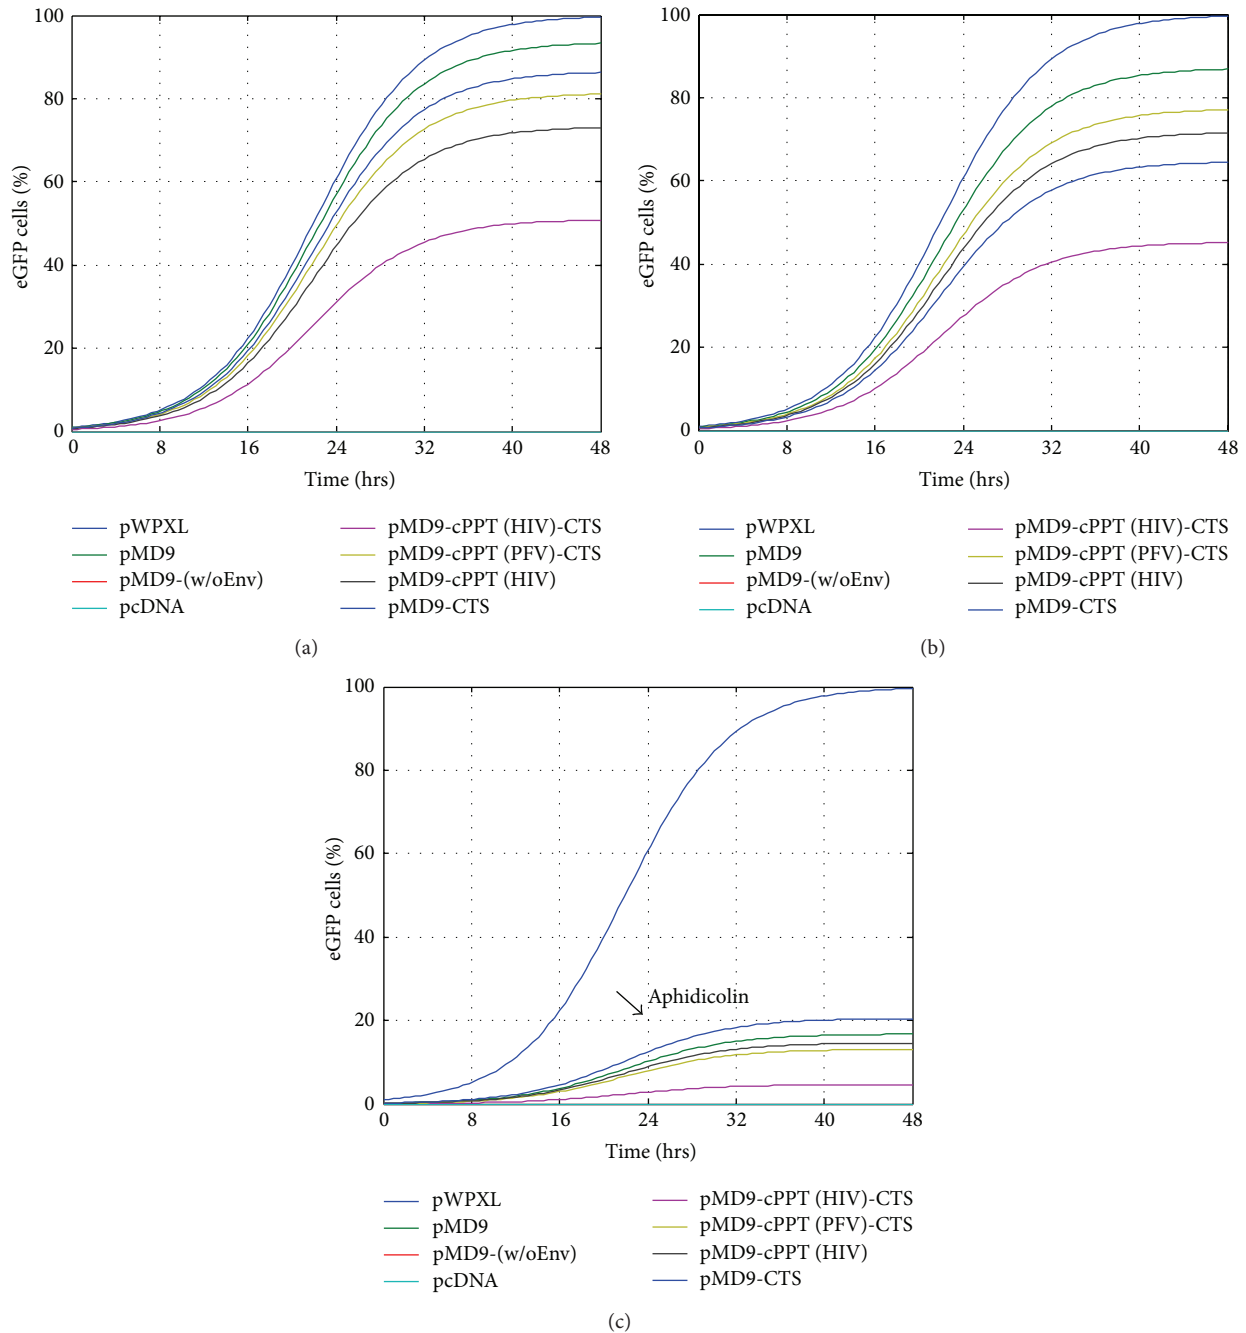 100
80
60
40
20
0
eGFP cells (%)
0 8 16 24 32 40 48
Time (hrs)
pWPXL
pMD9
pMD9-(w/oEnv)
pcDNA
pMD9-cPPT (HIV)-CTS
pMD9-cPPT (PFV)-CTS
pMD9-cPPT (HIV)
pMD9-CTS
(a)
100
80
60
40
20
0
eGFP cells (%)
0 8 16 24 32 40 48
Time (hrs)
pWPXL
pMD9
pMD9-(w/oEnv)
pcDNA
pMD9-cPPT (HIV)-CTS
pMD9-cPPT (PFV)-CTS
pMD9-cPPT (HIV)
pMD9-CTS
(b)
100
80
60
40
20
0
eGFP cells (%)
Aphidicolin
0 8 16 24 32 40 48
Time (hrs)
pWPXL
pMD9
pMD9-(w/oEnv)
pcDNA
pMD9-cPPT (HIV)-CTS
pMD9-cPPT (PFV)-CTS
pMD9-cPPT (HIV)
pMD9-CTS
(c)